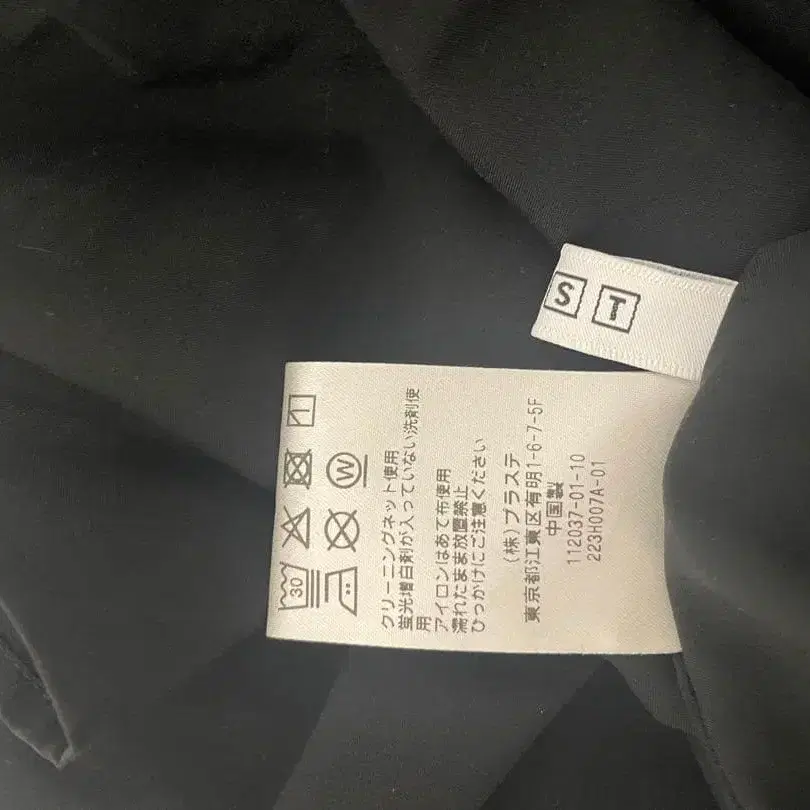 S T
30
W
クリーニングネット使用
蛍光増白剤が入っていない洗剤使
用
アイロンはあて布使用
濡れたまま放置禁止
ひっかけにご注意ください
(株)プラステ
東京都江東区有明1-6-7-5F
中国製
112037-01-10
223H007A-01